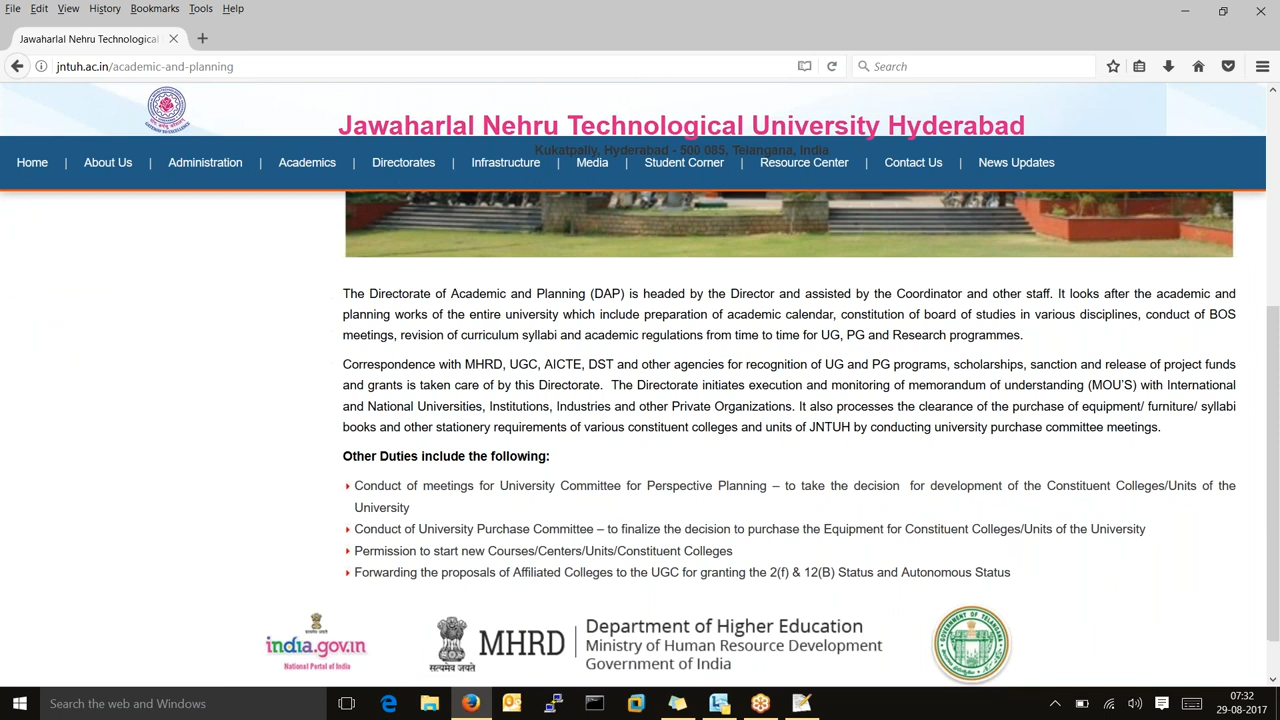 File Edit View History Bookmarks Tools Help
Jawaharlal Nehru Technological
jntuh.ac.in/academic-and-planning
Search
Jawaharlal Nehru Technological University Hyderabad
Kukatpally, Hyderabad - 500 085, Telangana, India
Home | About Us | Administration | Academics | Directorates | Infrastructure | Media | Student Corner | Resource Center | Contact Us | News Updates
The Directorate of Academic and Planning (DAP) is headed by the Director and assisted by the Coordinator and other staff. It looks after the academic and
planning works of the entire university which include preparation of academic calendar, constitution of board of studies in various disciplines, conduct of BOS
meetings, revision of curriculum syllabi and academic regulations from time to time for UG, PG and Research programmes.
Correspondence with MHRD, UGC, AICTE, DST and other agencies for recognition of UG and PG programs, scholarships, sanction and release of project funds
and grants is taken care of by this Directorate. The Directorate initiates execution and monitoring of memorandum of understanding (MOU'S) with International
and National Universities, Institutions, Industries and other Private Organizations. It also processes the clearance of the purchase of equipment/ furniture/ syllabi
books and other stationery requirements of various constituent colleges and units of JNTUH by conducting university purchase committee meetings.
Other Duties include the following:
Conduct of meetings for University Committee for Perspective Planning – to take the decision for development of the Constituent Colleges/Units of the
University
Conduct of University Purchase Committee – to finalize the decision to purchase the Equipment for Constituent Colleges/Units of the University
Permission to start new Courses/Centers/Units/Constituent Colleges
Forwarding the proposals of Affiliated Colleges to the UGC for granting the 2(f) & 12(B) Status and Autonomous Status
india.gov.in
National Portal of India
सत्यमेव जयते
MHRD
Department of Higher Education
Ministry of Human Resource Development
Government of India
Search the web and Windows
07:32
29-08-2017